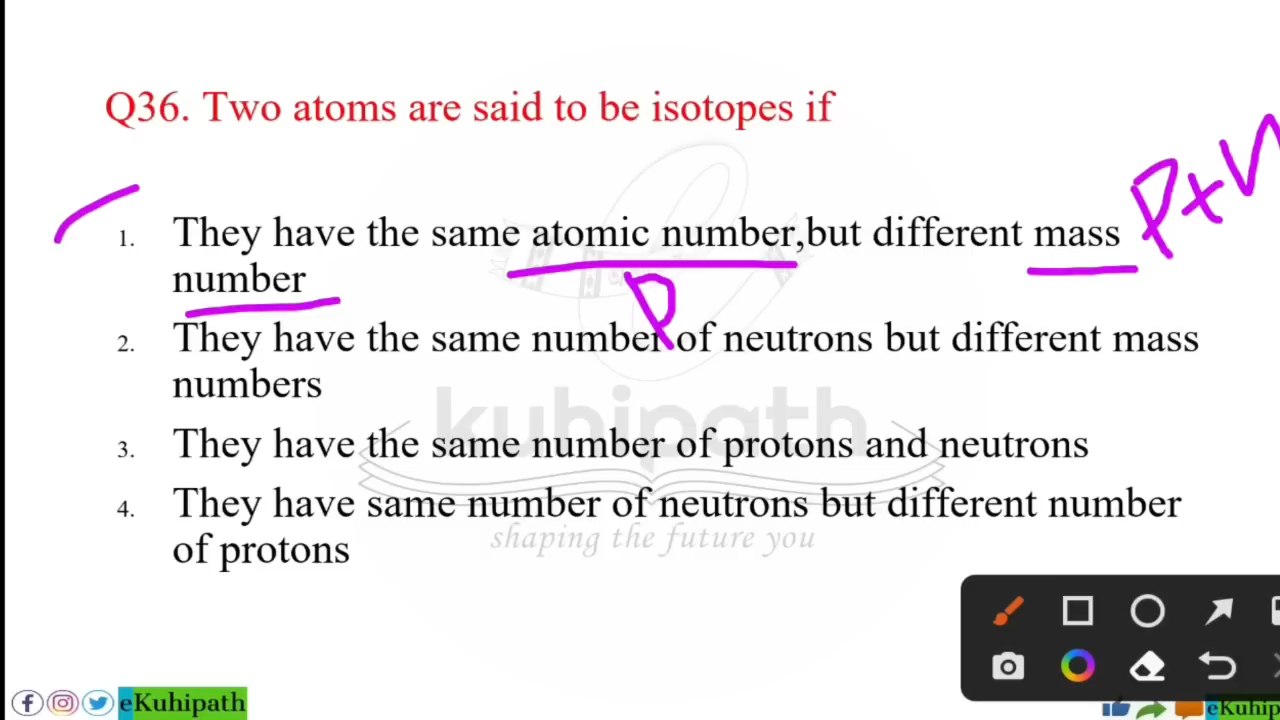 Q36. Two atoms are said to be isotopes if
P+n
1. They have the same atomic number,but different mass
number
P
2. They have the same number of neutrons but different mass
numbers
kuhipath
3. They have the same number of protons and neutrons
4. They have same number of neutrons but different number
of protons
shaping the future you
eKuhipath
eKuhip